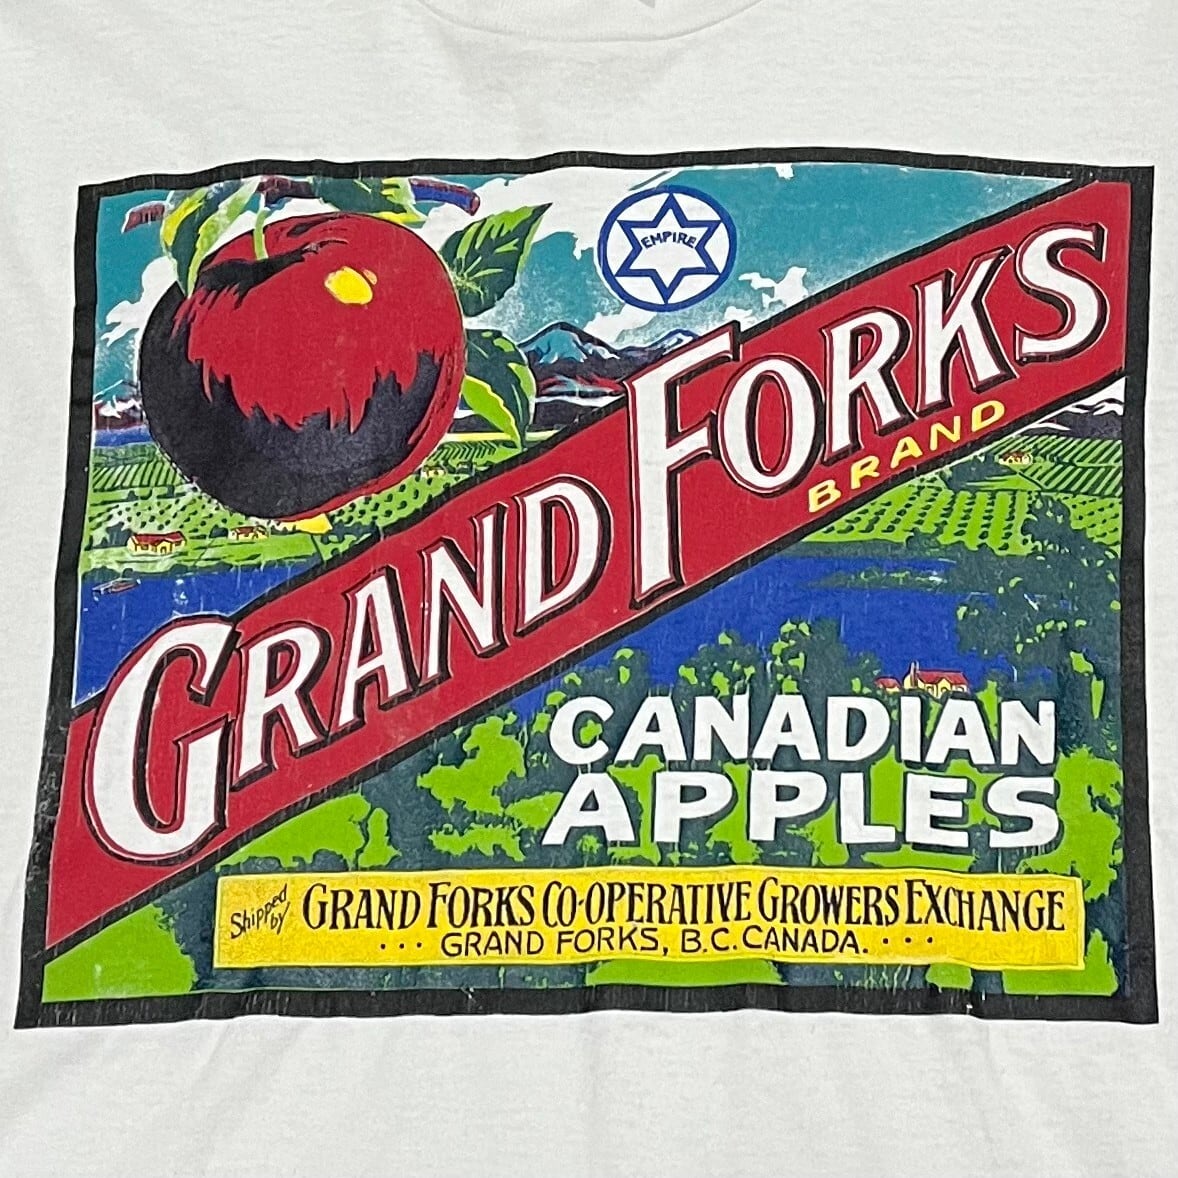 EMPIRE
GRAND FORKS
BRAND
CANADIAN
APPLES
Shipped
by
GRAND FORKS CO-OPERATIVE GROWERS EXCHANGE
··· GRAND FORKS, B.C. CANADA. ···